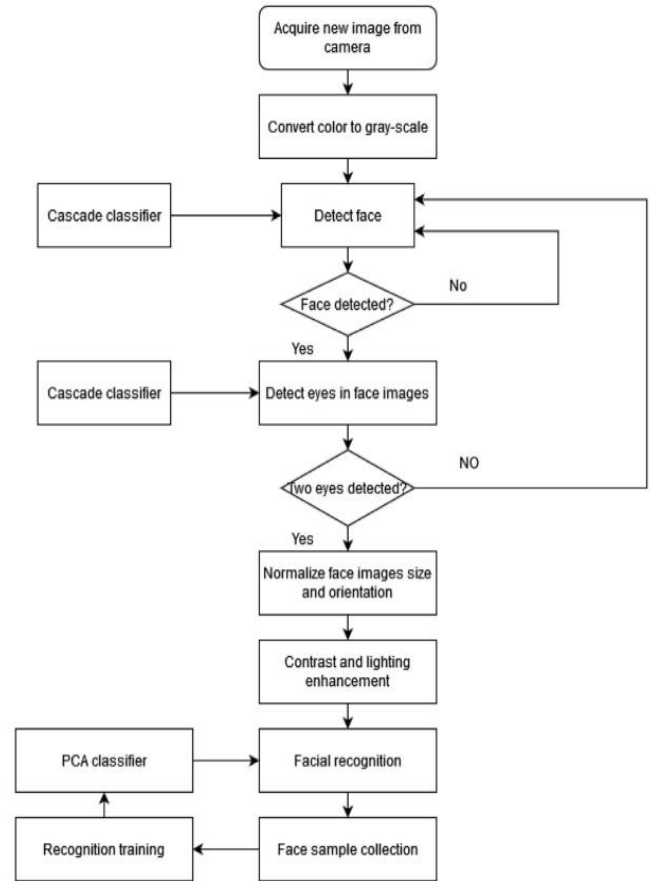 Acquire new image from
camera
Convert color to gray-scale
Cascade classifier
Detect face
Face detected?
No
Yes
Cascade classifier
Detect eyes in face images
Two eyes detected?
NO
Yes
Normalize face images size
and orientation
Contrast and lighting
enhancement
PCA classifier
Facial recognition
Recognition training
Face sample collection